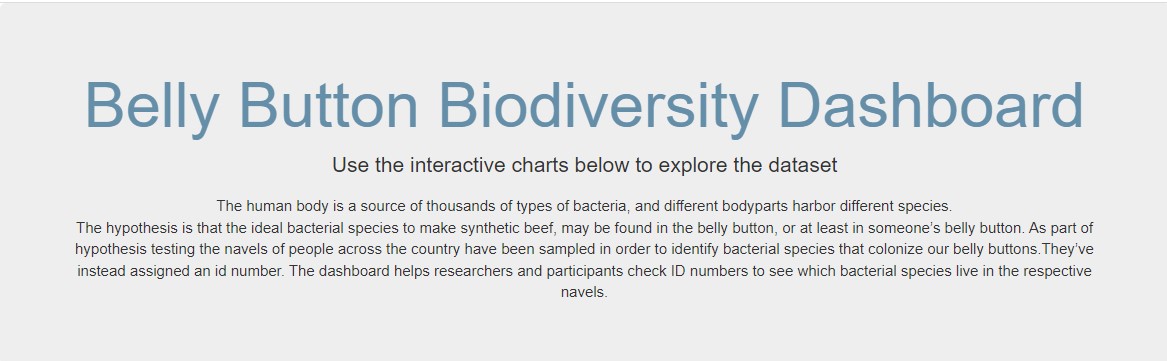 Belly Button Biodiversity Dashboard
Use the interactive charts below to explore the dataset
The human body is a source of thousands of types of bacteria, and different bodyparts harbor different species.
The hypothesis is that the ideal bacterial species to make synthetic beef, may be found in the belly button, or at least in someone’s belly button. As part of
hypothesis testing the navels of people across the country have been sampled in order to identify bacterial species that colonize our belly buttons.They’ve
instead assigned an id number. The dashboard helps researchers and participants check ID numbers to see which bacterial species live in the respective
navels.